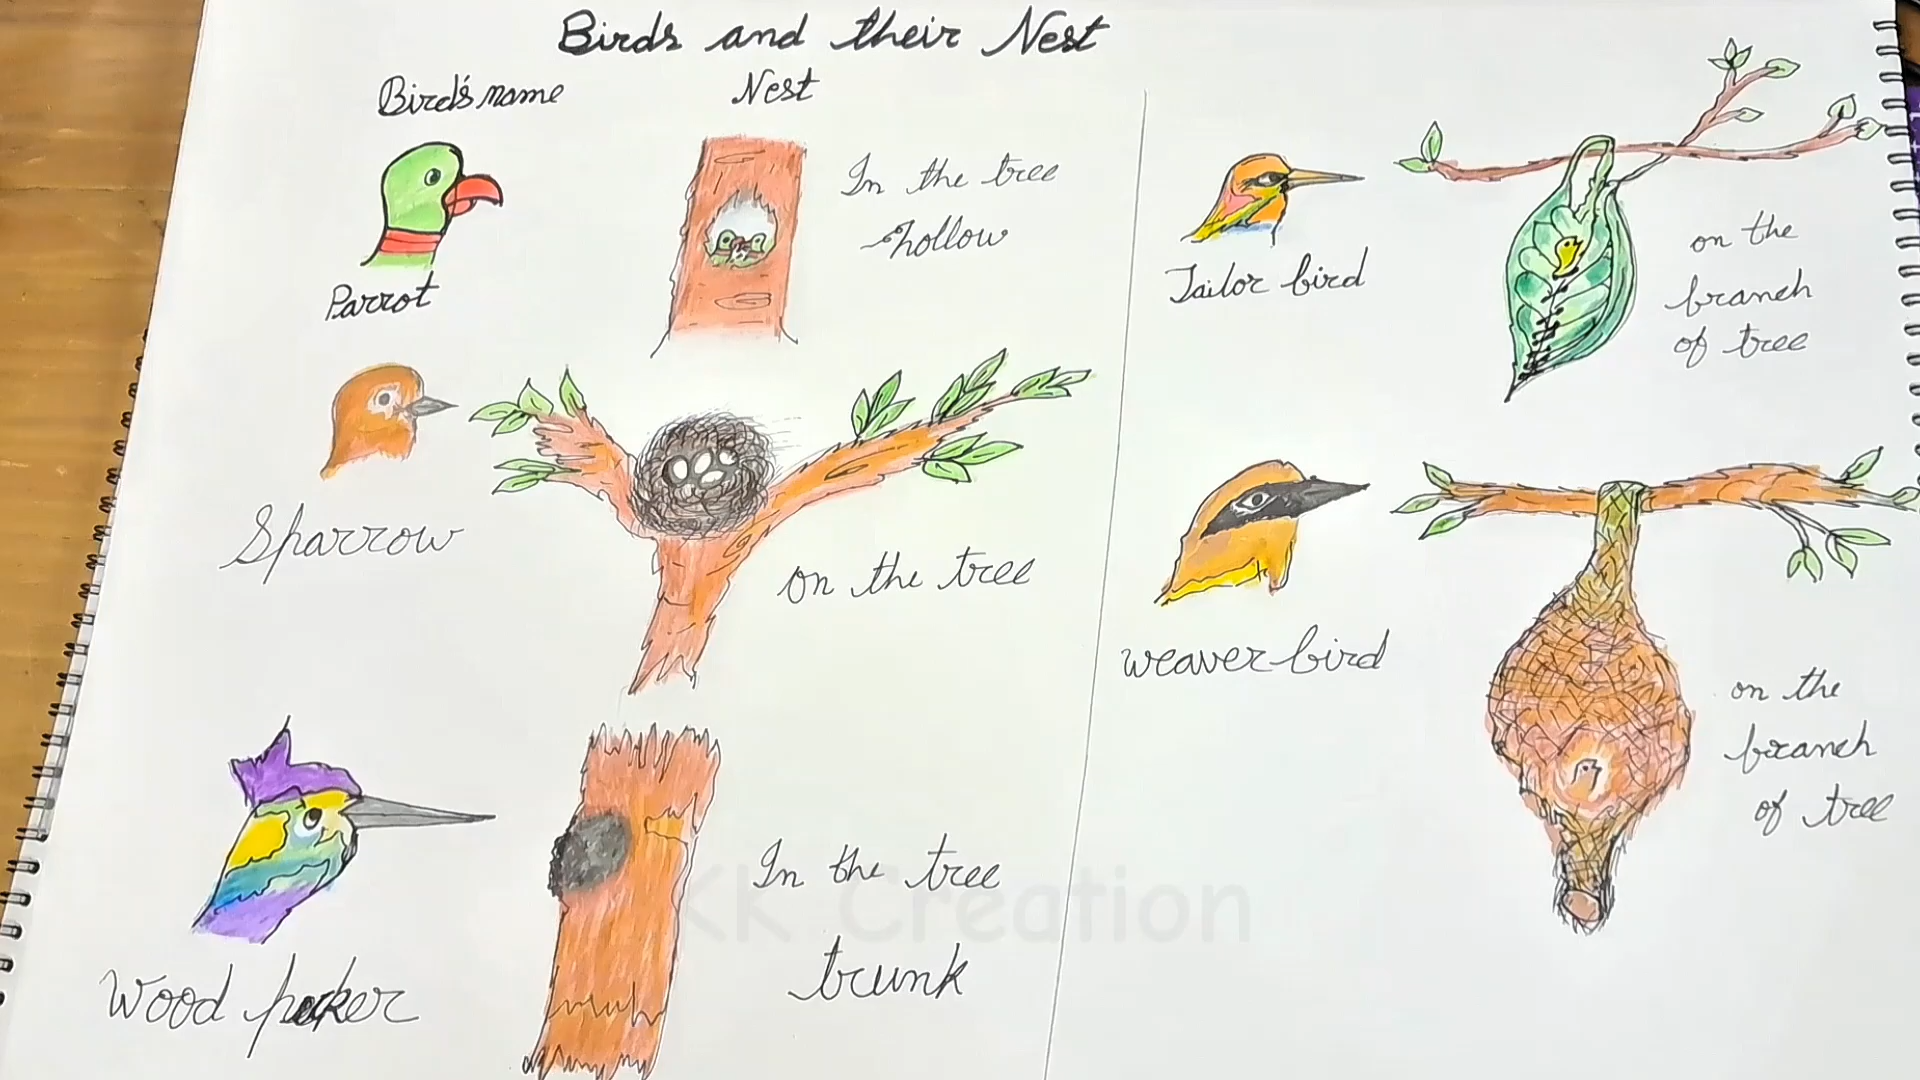 Birds and their Nest
Bird's name
Nest
Parrot
In the tree
hollow
Sparrow
on the tree
Wood pecker
In the tree
trunk
Tailor bird
on the
branch
of tree
weaver bird
on the
branch
of tree
KK Creation